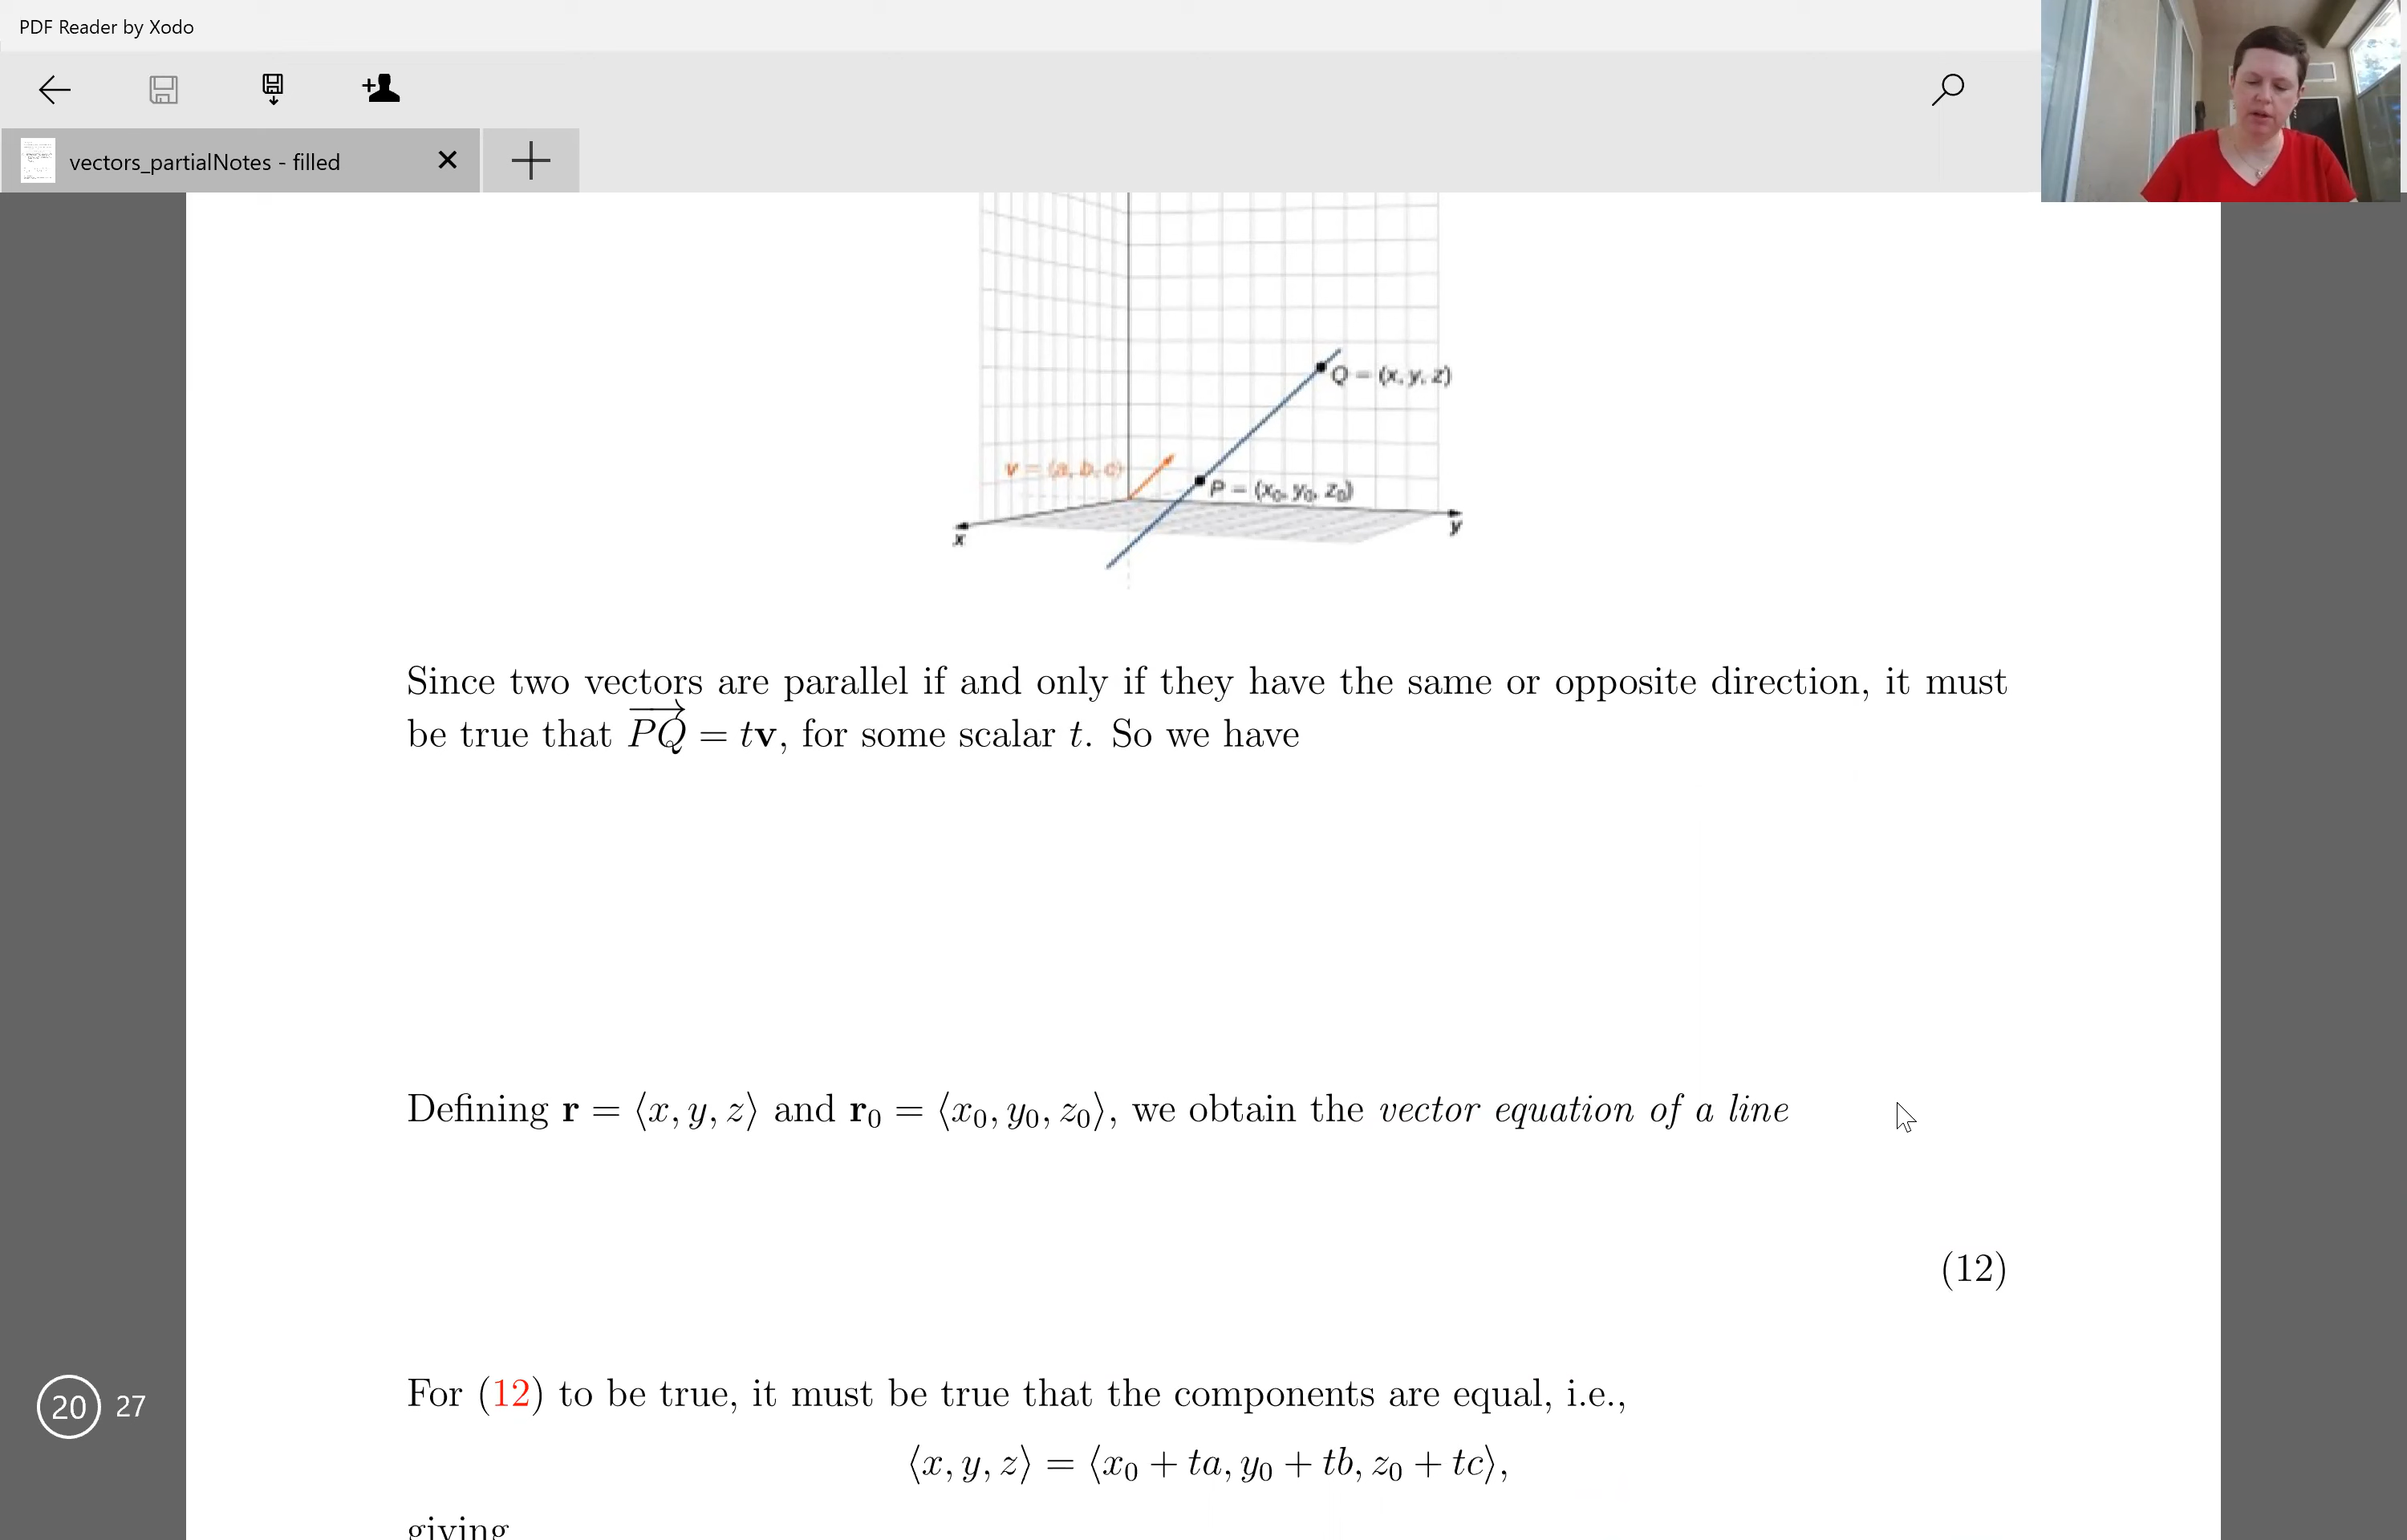 PDF Reader by Xodo
vectors_partialNotes - filled
Q = (x, y, z)
v = ⟨a, b, c⟩
P = (x₀, y₀, z₀)
x
y
Since two vectors are parallel if and only if they have the same or opposite direction, it must
be true that $\overrightarrow{PQ}$ = t𝐯, for some scalar t. So we have
Defining 𝐫 = ⟨x, y, z⟩ and 𝐫₀ = ⟨x₀, y₀, z₀⟩, we obtain the vector equation of a line
(12)
For (12) to be true, it must be true that the components are equal, i.e.,
⟨x, y, z⟩ = ⟨x₀ + ta, y₀ + tb, z₀ + tc⟩,
giving
20 27